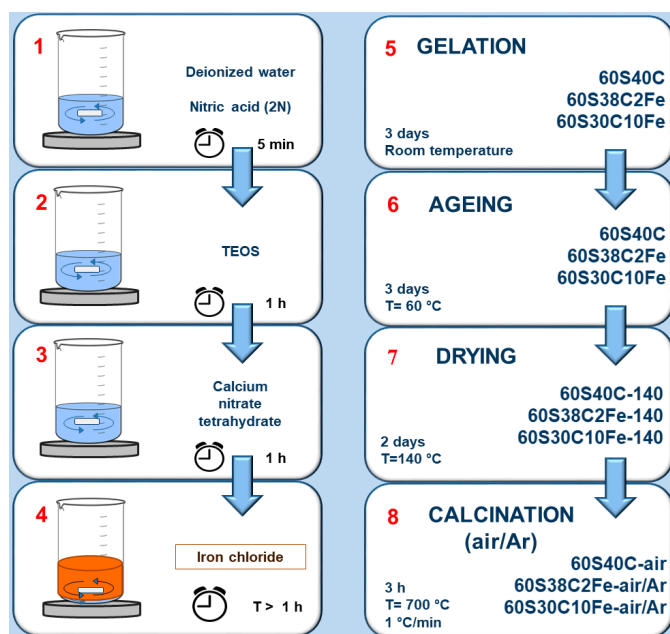 1
Deionized water
Nitric acid (2N)
5 min
2
TEOS
1 h
3
Calcium
nitrate
tetrahydrate
1 h
4
Iron chloride
T > 1 h
5 GELATION
60S40C
60S38C2Fe
60S30C10Fe
3 days
Room temperature
6 AGEING
60S40C
60S38C2Fe
60S30C10Fe
3 days
T= 60 °C
7 DRYING
60S40C-140
60S38C2Fe-140
60S30C10Fe-140
2 days
T=140 °C
8 CALCINATION
(air/Ar)
60S40C-air
60S38C2Fe-air/Ar
60S30C10Fe-air/Ar
3 h
T= 700 °C
1 °C/min